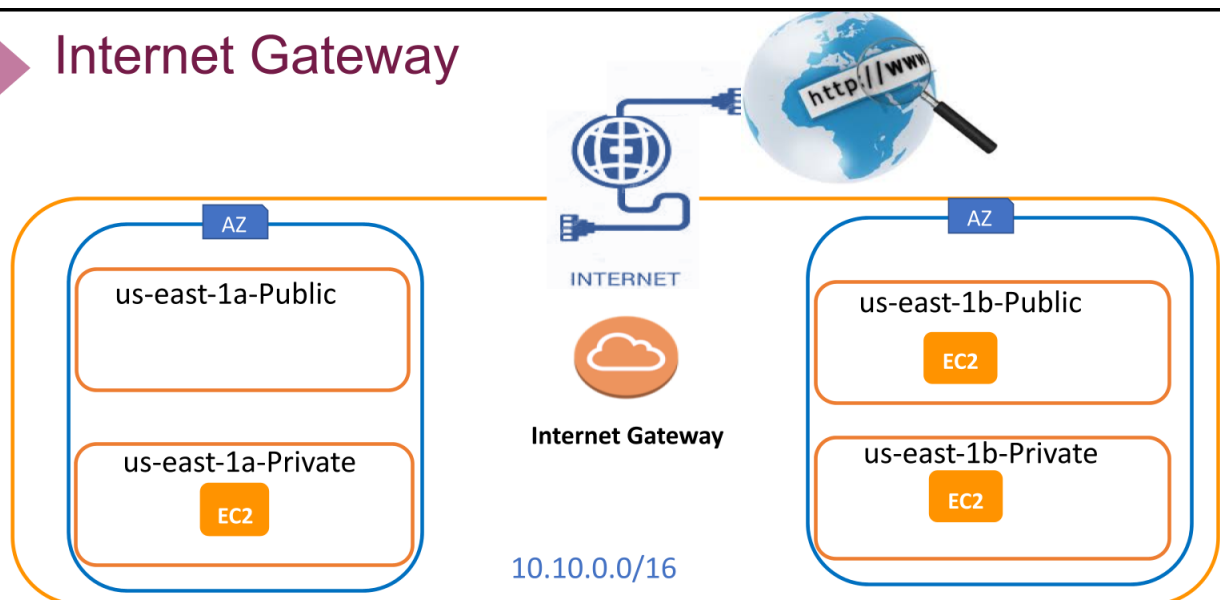 Internet Gateway
http://www
INTERNET
AZ
us-east-1a-Public
us-east-1a-Private
EC2
Internet Gateway
10.10.0.0/16
AZ
us-east-1b-Public
EC2
us-east-1b-Private
EC2